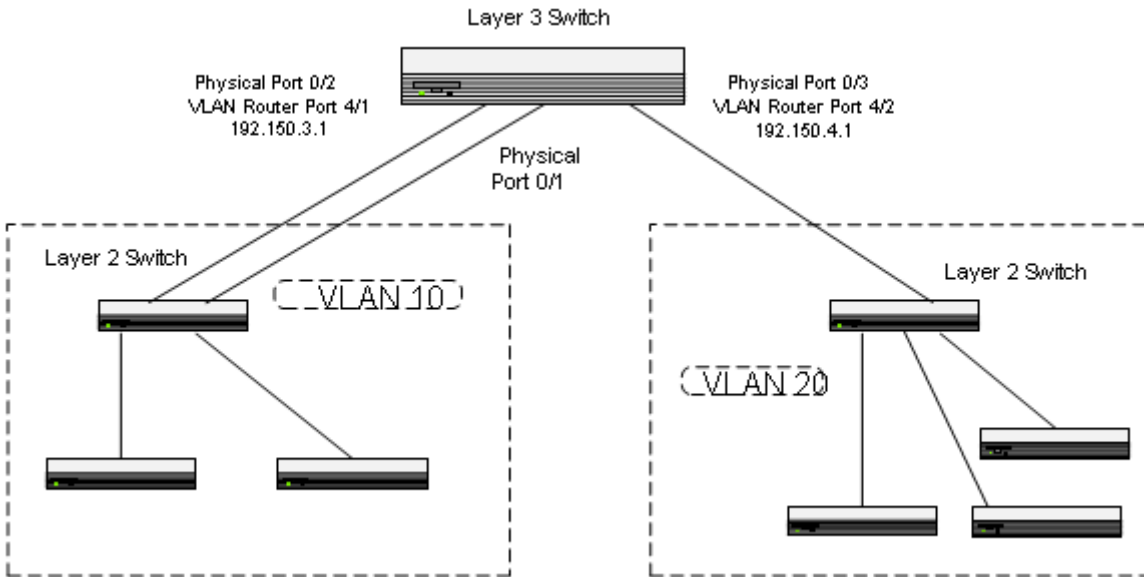 Layer 3 Switch
Physical Port 0/2
VLAN Router Port 4/1
192.150.3.1
Physical Port 0/3
VLAN Router Port 4/2
192.150.4.1
Physical
Port 0/1
Layer 2 Switch
VLAN 10
Layer 2 Switch
VLAN 20